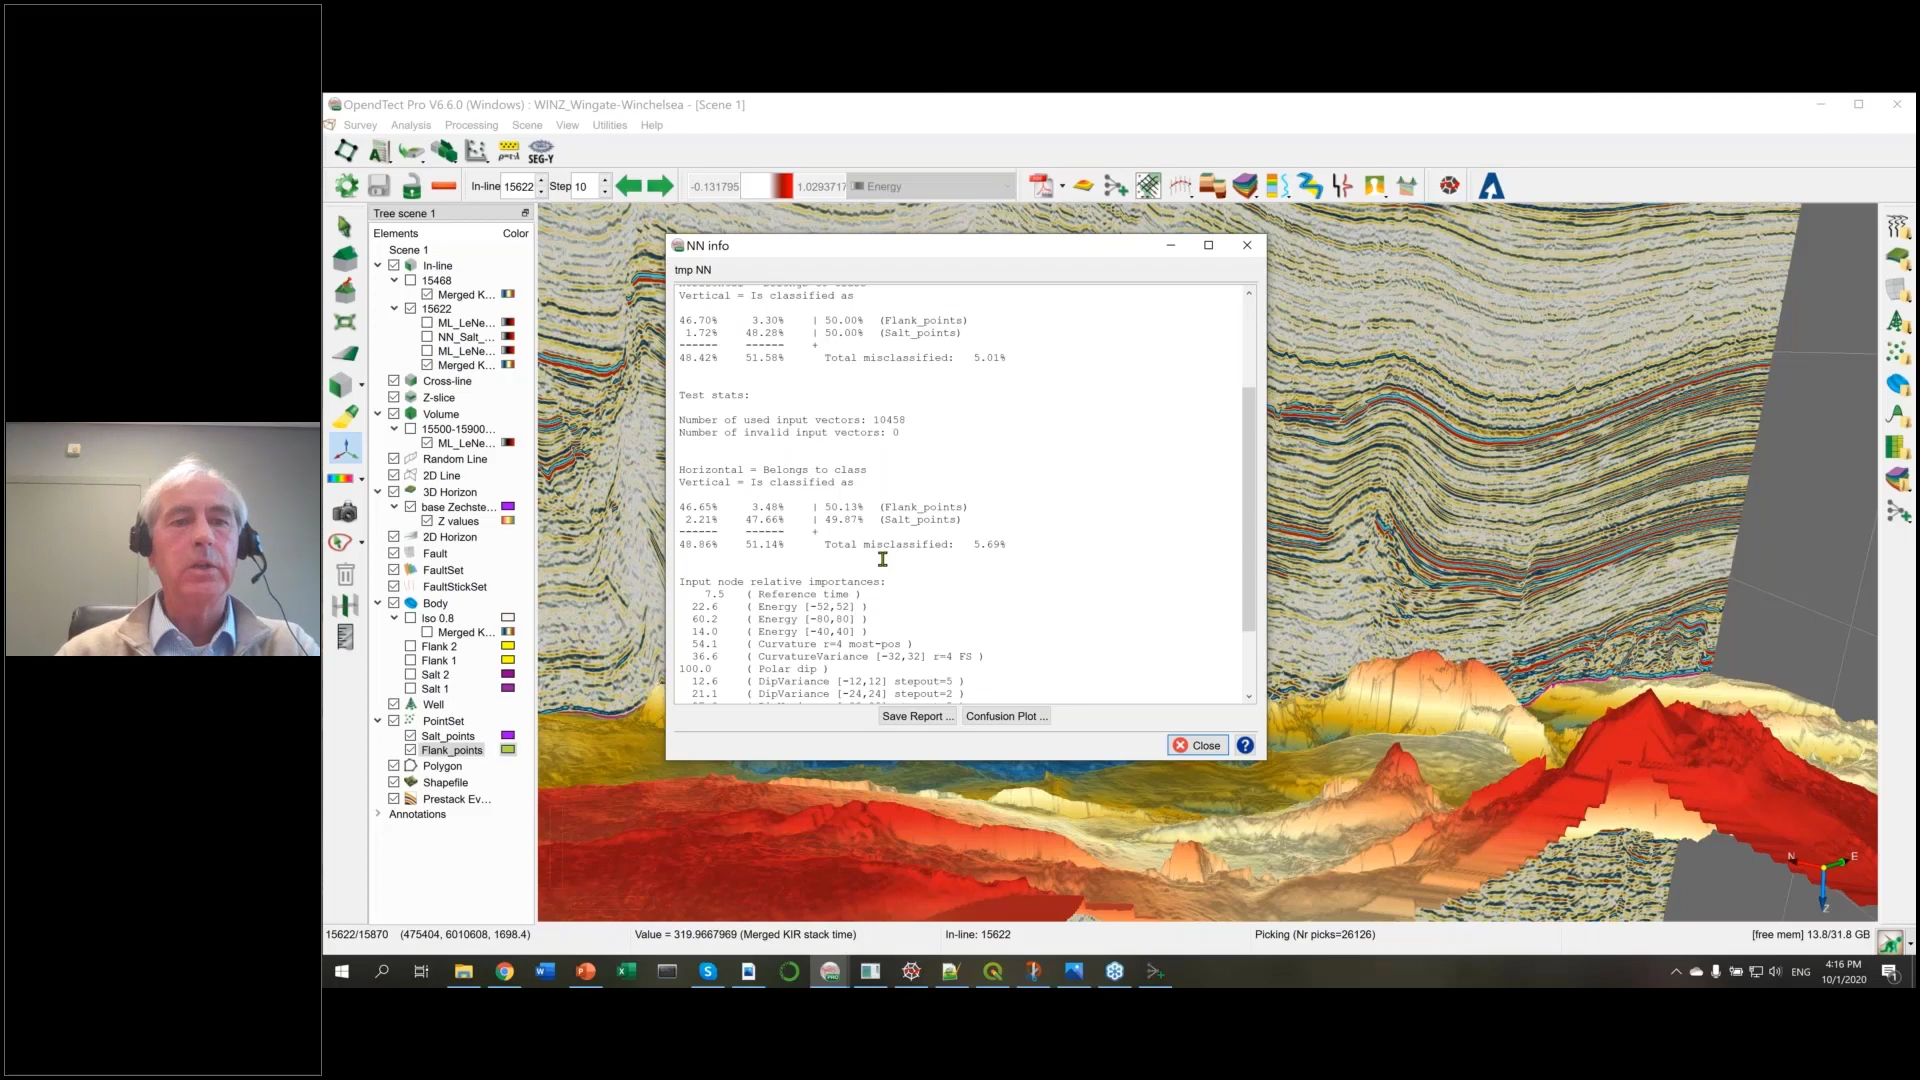 OpendTect Pro V6.6.0 (Windows) : WINZ_Wingate-Winchelsea - [Scene 1]
Survey Analysis Processing Scene View Utilities Help
SEG-Y
In-line 15622 Step 10 -0.131795 1.0293717 Energy
Tree scene 1
Elements Color
Scene 1
In-line
15468
Merged K...
15622
ML_LeNe...
NN_Salt_...
ML_LeNe...
Merged K...
Cross-line
Z-slice
Volume
15500-15900...
ML_LeNe...
Random Line
2D Line
3D Horizon
base Zechste...
Z values
2D Horizon
Fault
FaultSet
FaultStickSet
Body
Iso 0.8
Merged K...
Flank 2
Flank 1
Salt 2
Salt 1
Well
PointSet
Salt_points
Flank_points
Polygon
Shapefile
Prestack Ev...
Annotations
NN info
tmp NN
Vertical = Is classified as
46.70% 3.30% | 50.00% (Flank_points)
1.72% 48.28% | 50.00% (Salt_points)
------ ------ +
48.42% 51.58% Total misclassified: 5.01%
Test stats:
Number of used input vectors: 10458
Number of invalid input vectors: 0
Horizontal = Belongs to class
Vertical = Is classified as
46.65% 3.48% | 50.13% (Flank_points)
2.21% 47.66% | 49.87% (Salt_points)
------ ------ +
48.86% 51.14% Total misclassified: 5.69%
Input node relative importances:
7.5 ( Reference time )
22.6 ( Energy [-52,52] )
60.2 ( Energy [-80,80] )
14.0 ( Energy [-40,40] )
54.1 ( Curvature r=4 most-pos )
36.6 ( CurvatureVariance [-32,32] r=4 FS )
100.0 ( Polar dip )
12.6 ( DipVariance [-12,12] stepout=5 )
21.1 ( DipVariance [-24,24] stepout=2 )
Save Report ... Confusion Plot ...
Close
N E
Z
15622/15870 (475404, 6010608, 1698.4) Value = 319.9667969 (Merged KIR stack time) In-line: 15622 Picking (Nr picks=26126) [free mem] 13.8/31.8 GB
ENG
4:16 PM
10/1/2020